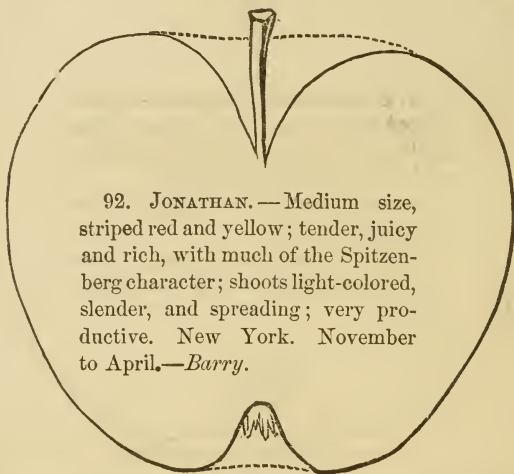 92. JONATHAN.—Medium size,
striped red and yellow; tender, juicy
and rich, with much of the Spitzen-
berg character; shoots light-colored,
slender, and spreading; very pro-
ductive. New York. November
to April.—Barry.